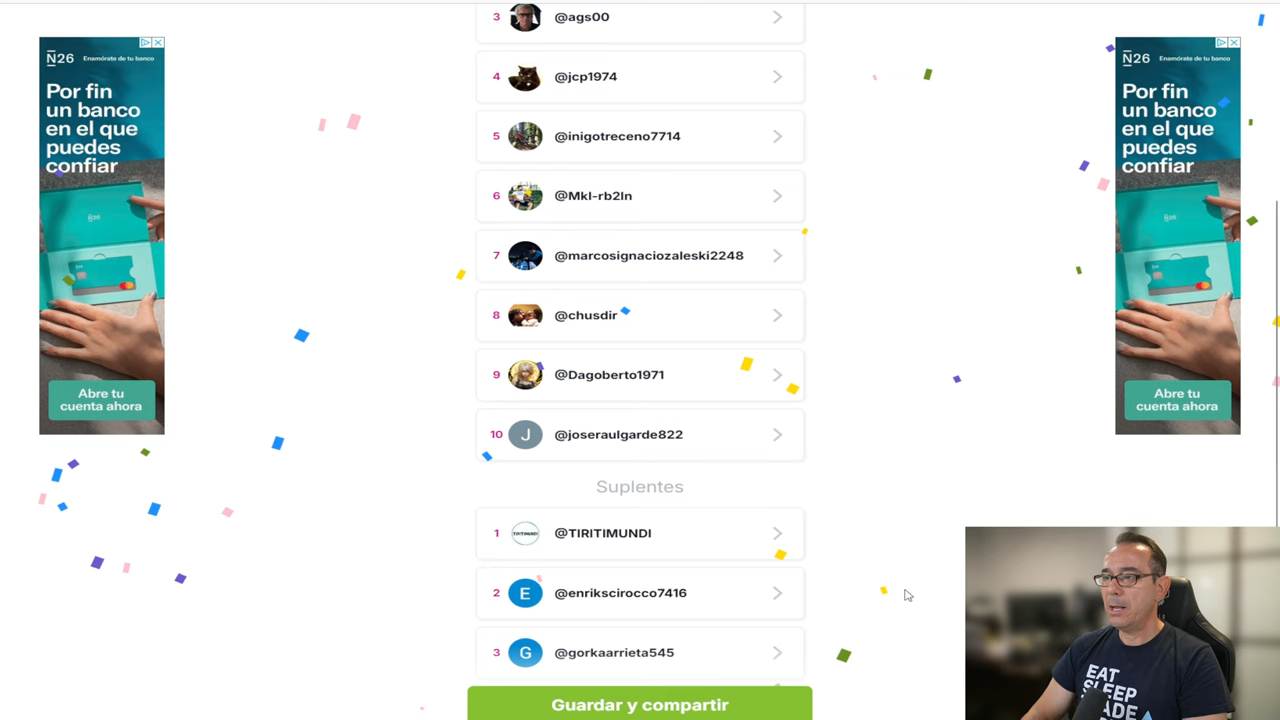 3 @ags00
4 @jcp1974
5 @inigotreceno7714
6 @Mkl-rb2ln
7 @marcosignaciozaleski2248
8 @chusdir
9 @Dagoberto1971
10 J @joseraulgarde822
Suplentes
1 TIRITIMUNDI @TIRITIMUNDI
2 E @enrikscirocco7416
3 G @gorkaarrieta545
Guardar y compartir
N26 Enamórate de tu banco
Por fin
un banco
en el que
puedes
confiar
N26
Abre tu
cuenta ahora
N26 Enamórate de tu banco
Por fin
un banco
en el que
puedes
confiar
N26
Abre tu
cuenta ahora
EAT
SLEEP